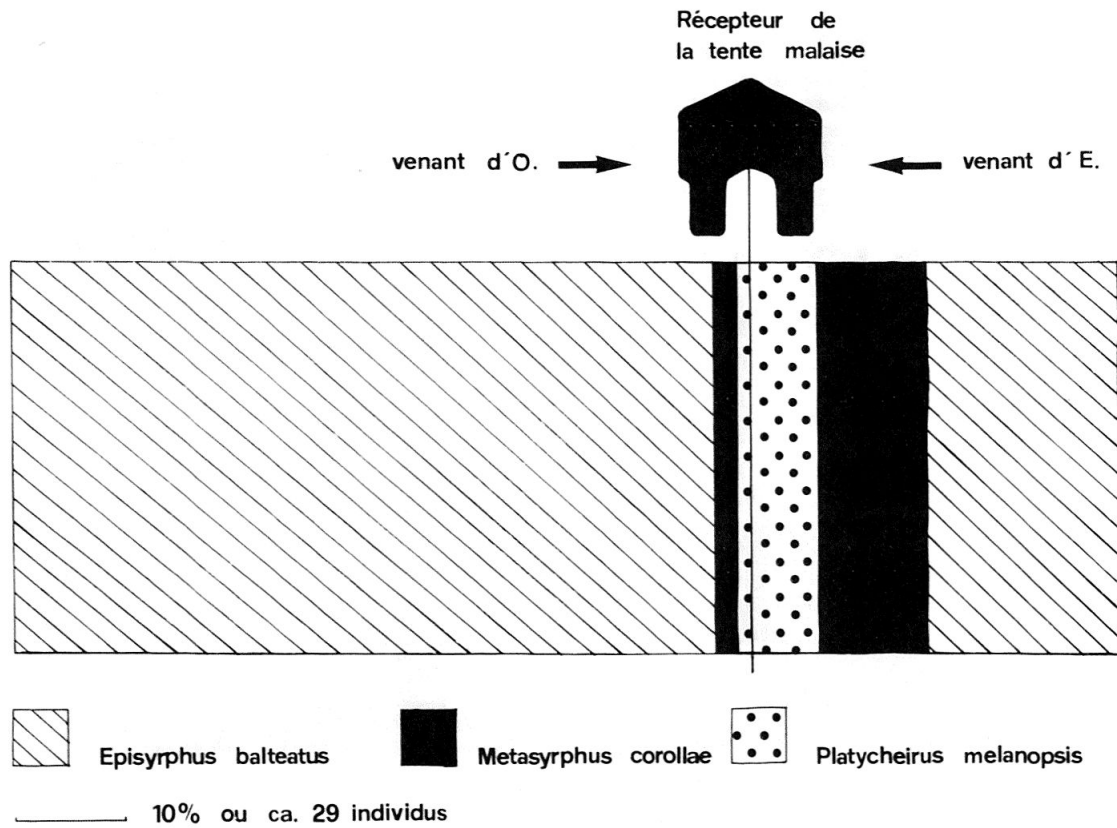 Récepteur de
la tente malaise
venant d´O.
venant d´E.
Episyrphus balteatus
Metasyrphus corollae
Platycheirus melanopsis
10% ou ca. 29 individus